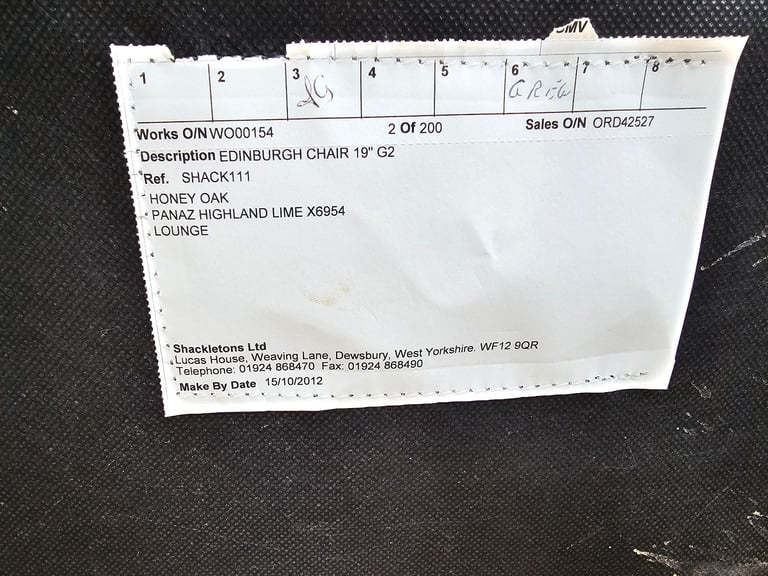 1 2 3 4 5 6 7 8
Works O/N WO00154 2 Of 200 Sales O/N ORD42527
Description EDINBURGH CHAIR 19" G2
Ref. SHACK111
HONEY OAK
PANAZ HIGHLAND LIME X6954
LOUNGE
Shackletons Ltd
Lucas House, Weaving Lane, Dewsbury, West Yorkshire. WF12 9QR
Telephone: 01924 868470 Fax: 01924 868490
Make By Date 15/10/2012